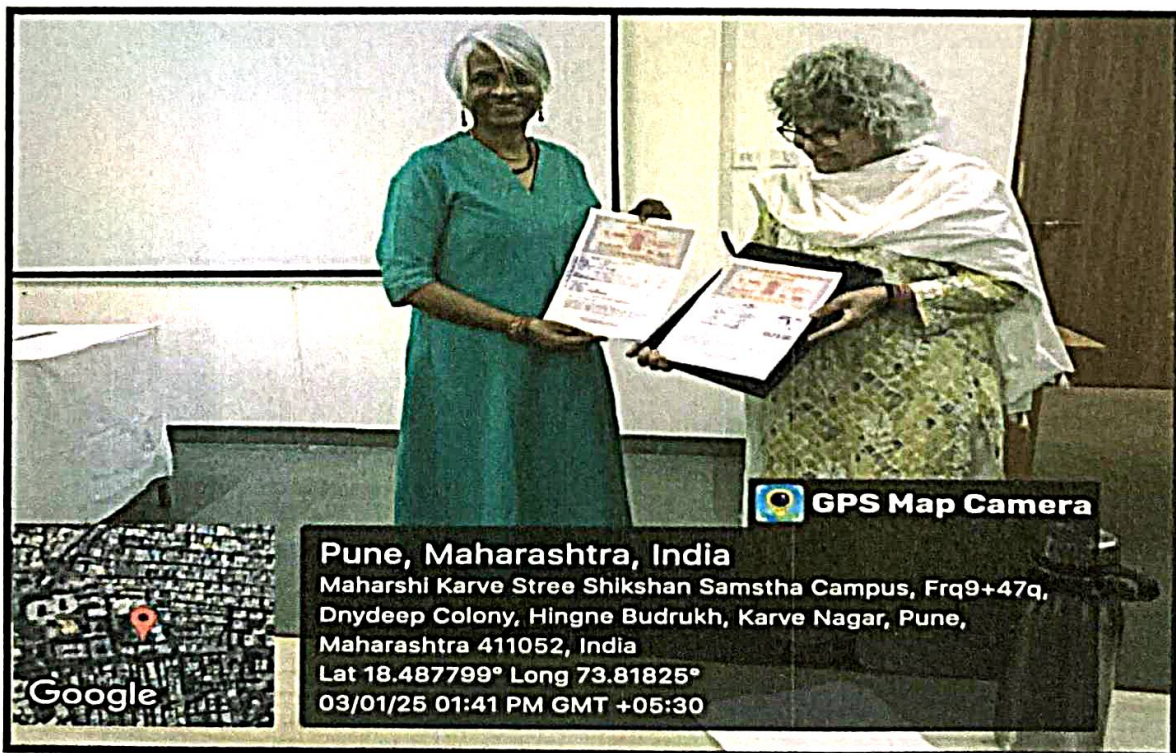 GPS Map Camera
Pune, Maharashtra, India
Maharshi Karve Stree Shikshan Samstha Campus, Frq9+47q,
Dnydeep Colony, Hingne Budrukh, Karve Nagar, Pune,
Maharashtra 411052, India
Lat 18.487799° Long 73.81825°
03/01/25 01:41 PM GMT +05:30
Google